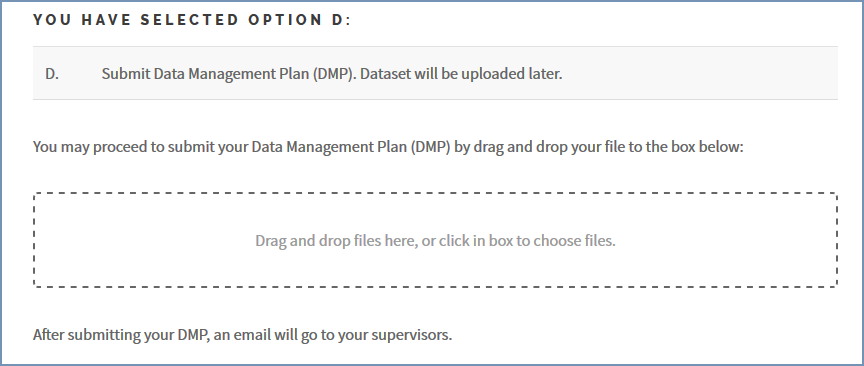 YOU HAVE SELECTED OPTION D:
D. Submit Data Management Plan (DMP). Dataset will be uploaded later.
You may proceed to submit your Data Management Plan (DMP) by drag and drop your file to the box below:
Drag and drop files here, or click in box to choose files.
After submitting your DMP, an email will go to your supervisors.